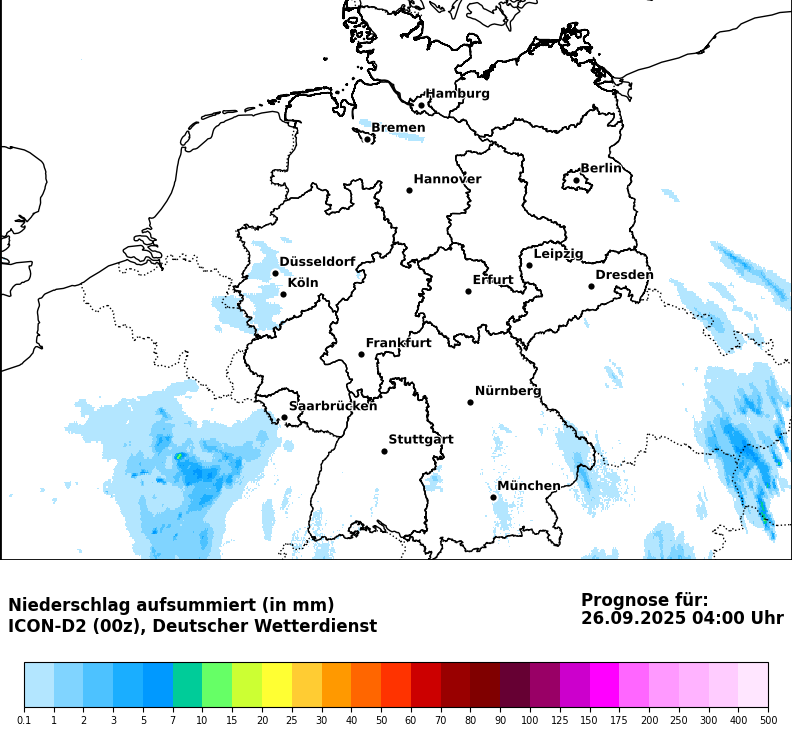 Hamburg
Bremen
Berlin
Hannover
Leipzig
Düsseldorf
Dresden
Köln
Erfurt
Frankfurt
Nürnberg
Saarbrücken
Stuttgart
München
Niederschlag aufsummiert (in mm)
ICON-D2 (00z), Deutscher Wetterdienst
Prognose für:
26.09.2025 04:00 Uhr
0.1 1 2 3 5 7 10 15 20 25 30 40 50 60 70 80 90 100 125 150 175 200 250 300 400 500